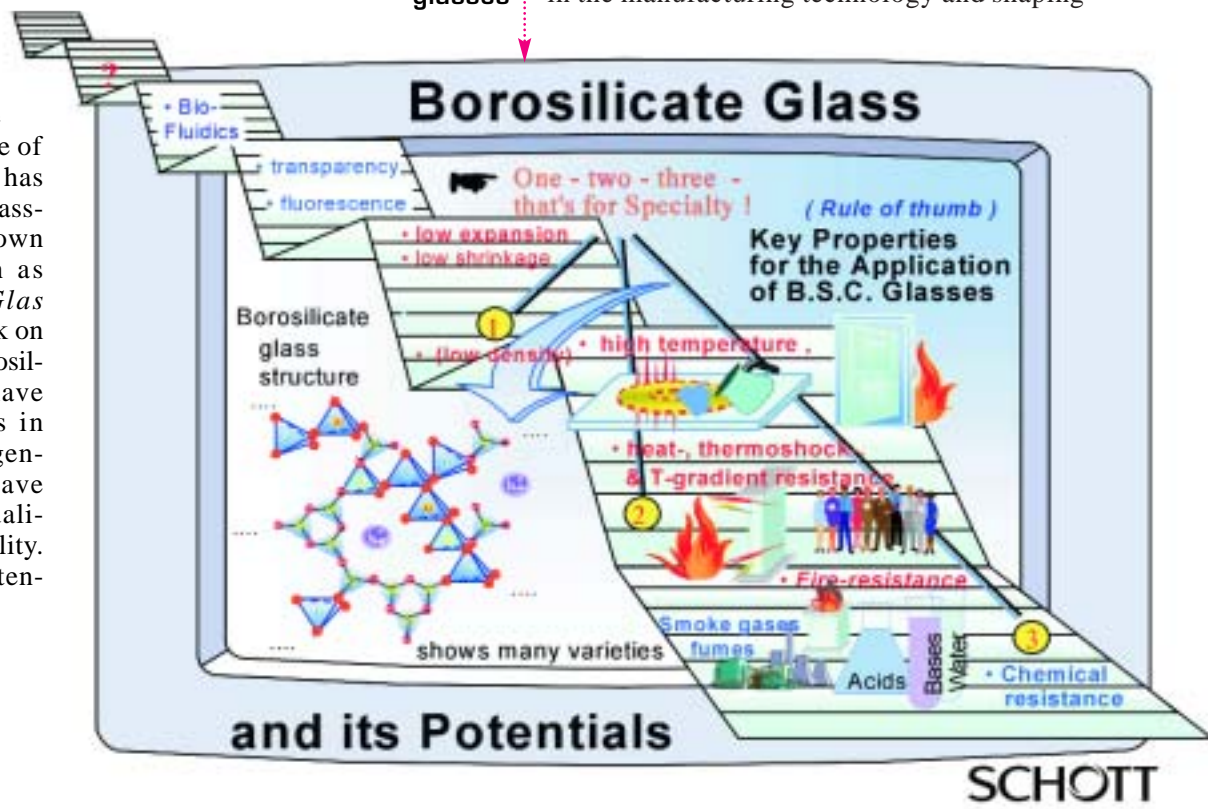 glasses
in the manufacturing technology and shaping
e of
has
ass-
own
n as
Glas
k on
osil-
ave
s in
gen-
ave
ali-
lity.
ten-
Borosilicate Glass
?
• Bio-
Fluidics
• transparency
• fluorescence
One - two - three -
that's for Specialty !
( Rule of thumb )
Key Properties
for the Application
of B.S.C. Glasses
• low expansion
• low shrinkage
1
• (low density)
• high temperature ,
Borosilicate
glass
structure
....
....
....
....
....
• heat-, thermoshock ,
& T-gradient resistance
2
• Fire-resistance
Smoke gases
fumes
Acids
Bases
Water
3
• Chemical
resistance
shows many varieties
and its Potentials
SCHOTT